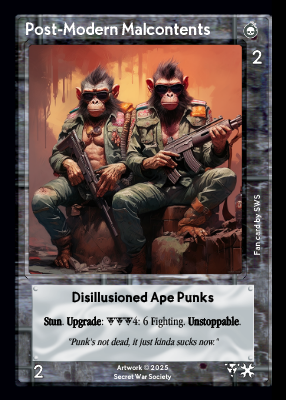 Post-Modern Malcontents
2
Fan card by SWS
Disillusioned Ape Punks
Stun. Upgrade: 4: 6 Fighting. Unstoppable.
"Punk's not dead, it just kinda sucks now."
Artwork © 2025
2
Secret War Society